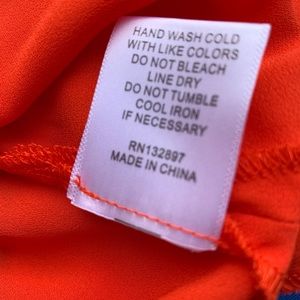 HAND WASH COLD
WITH LIKE COLORS
DO NOT BLEACH
LINE DRY
DO NOT TUMBLE
COOL IRON
IF NECESSARY
RN132897
MADE IN CHINA